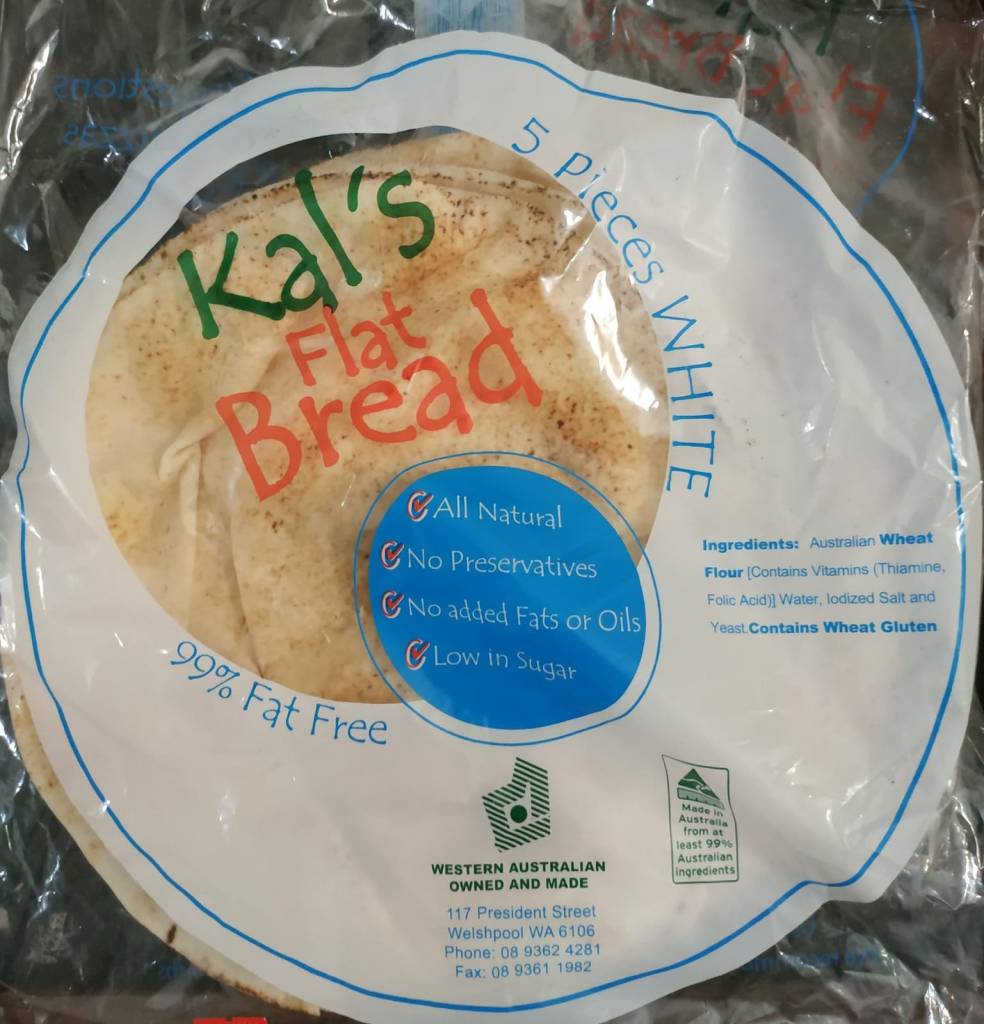 Kal's
Flat
Bread
5 Pieces WHITE
All Natural
No Preservatives
No added Fats or Oils
Low in Sugar
99% Fat Free
Ingredients: Australian Wheat
Flour [Contains Vitamins (Thiamine,
Folic Acid)] Water, Iodized Salt and
Yeast.Contains Wheat Gluten
WESTERN AUSTRALIAN
OWNED AND MADE
117 President Street
Welshpool WA 6106
Phone: 08 9362 4281
Fax: 08 9361 1982
Made in
Australia
from at
least 99%
Australian
ingredients
Flat Bread